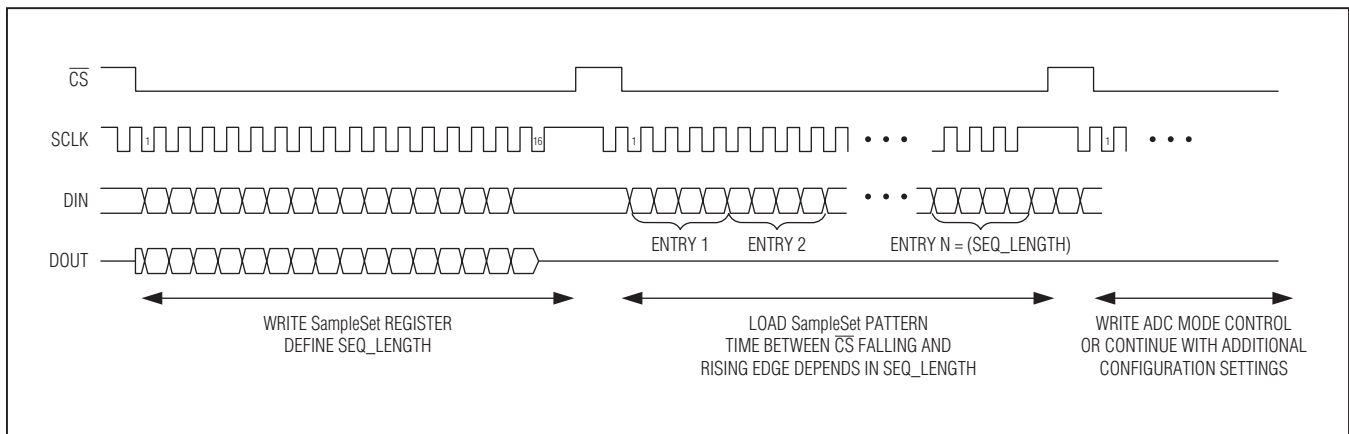 CS
SCLK 1 16 1 • • • 1 • • •
DIN • • •
ENTRY 1 ENTRY 2 ENTRY N = (SEQ_LENGTH)
DOUT
WRITE SampleSet REGISTER
DEFINE SEQ_LENGTH
LOAD SampleSet PATTERN
TIME BETWEEN CS FALLING AND
RISING EDGE DEPENDS IN SEQ_LENGTH
WRITE ADC MODE CONTROL
OR CONTINUE WITH ADDITIONAL
CONFIGURATION SETTINGS